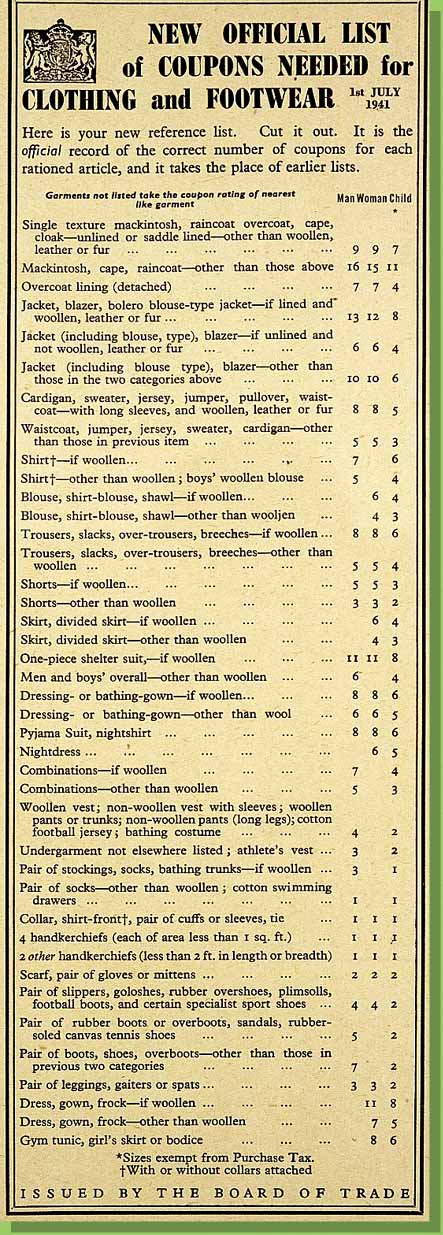 NEW OFFICIAL LIST
of COUPONS NEEDED for
CLOTHING and FOOTWEAR 1st JULY 1941
Here is your new reference list. Cut it out. It is the
official record of the correct number of coupons for each
rationed article, and it takes the place of earlier lists.
Garments not listed take the coupon rating of nearest
like garment
Man Woman Child
*
Single texture mackintosh, raincoat overcoat, cape,
cloak—unlined or saddle lined—other than woollen,
leather or fur ... ... ... ... ... ... 9 9 7
Mackintosh, cape, raincoat—other than those above 16 15 11
Overcoat lining (detached) ... ... ... ... 7 7 4
Jacket, blazer, bolero blouse-type jacket—if lined and
woollen, leather or fur ... ... ... ... ... 13 12 8
Jacket (including blouse, type), blazer—if unlined and
not woollen, leather or fur ... ... ... ... 6 6 4
Jacket (including blouse type), blazer—other than
those in the two categories above ... ... ... 10 10 6
Cardigan, sweater, jersey, jumper, pullover, waist-
coat—with long sleeves, and woollen, leather or fur 8 8 5
Waistcoat, jumper, jersey, sweater, cardigan—other
than those in previous item ... ... ... ... 5 5 3
Shirt†—if woollen... ... ... ... ... ... 7 6
Shirt†—other than woollen ; boys' woollen blouse ... 5 4
Blouse, shirt-blouse, shawl—if woollen... ... ... 6 4
Blouse, shirt-blouse, shawl—other than wooljen ... 4 3
Trousers, slacks, over-trousers, breeches—if woollen ... 8 8 6
Trousers, slacks, over-trousers, breeches—other than
woollen ... ... ... ... ... ... ... 5 5 4
Shorts—if woollen... ... ... ... ... ... 5 5 3
Shorts—other than woollen ... ... ... ... 3 3 2
Skirt, divided skirt—if woollen ... ... ... ... 6 4
Skirt, divided skirt—other than woollen ... ... 4 3
One-piece shelter suit,—if woollen ... ... ... 11 11 8
Men and boys' overall—other than woollen ... ... 6 4
Dressing- or bathing-gown—if woollen... ... ... 8 8 6
Dressing- or bathing-gown—other than wool ... 6 6 5
Pyjama Suit, nightshirt ... ... ... ... ... 8 8 6
Nightdress ... ... ... ... ... ... ... 6 5
Combinations—if woollen ... ... ... ... 7 4
Combinations—other than woollen ... ... ... 5 3
Woollen vest; non-woollen vest with sleeves; woollen
pants or trunks; non-woollen pants (long legs); cotton
football jersey; bathing costume ... ... ... 4 2
Undergarment not elsewhere listed ; athlete's vest ... 3 2
Pair of stockings, socks, bathing trunks—if woollen ... 3 1
Pair of socks—other than woollen ; cotton swimming
drawers ... ... ... ... ... ... ... 1 1
Collar, shirt-front†, pair of cuffs or sleeves, tie ... 1 1 1
4 handkerchiefs (each of area less than 1 sq. ft.) ... 1 1 1
2 other handkerchiefs (less than 2 ft. in length or breadth) 1 1 1
Scarf, pair of gloves or mittens ... ... ... ... 2 2 2
Pair of slippers, goloshes, rubber overshoes, plimsolls,
football boots, and certain specialist sport shoes ... 4 4 2
Pair of rubber boots or overboots, sandals, rubber-
soled canvas tennis shoes ... ... ... ... 5 2
Pair of boots, shoes, overboots—other than those in
previous two categories ... ... ... ... 7 2
Pair of leggings, gaiters or spats ... ... ... ... 3 3 2
Dress, gown, frock—if woollen ... ... ... ... 11 8
Dress, gown, frock—other than woollen ... ... 7 5
Gym tunic, girl's skirt or bodice ... ... ... 8 6
*Sizes exempt from Purchase Tax.
†With or without collars attached
ISSUED BY THE BOARD OF TRADE